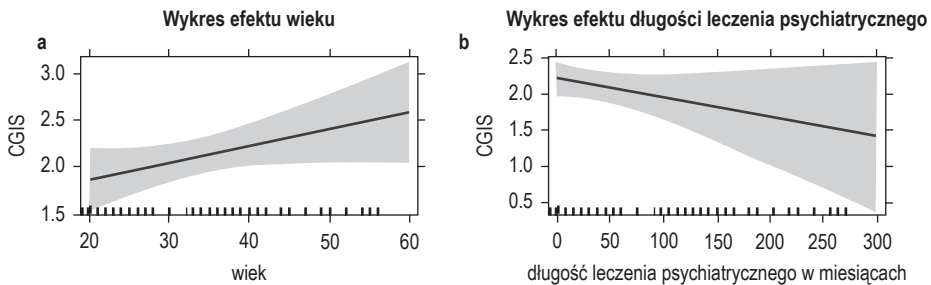 Wykres efektu wieku
a
CGIS
3.0
2.5
2.0
1.5
20 30 40 50 60
wiek
Wykres efektu długości leczenia psychiatrycznego
b
CGIS
2.5
2.0
1.5
1.0
0.5
0 50 100 150 200 250 300
długość leczenia psychiatrycznego w miesiącach